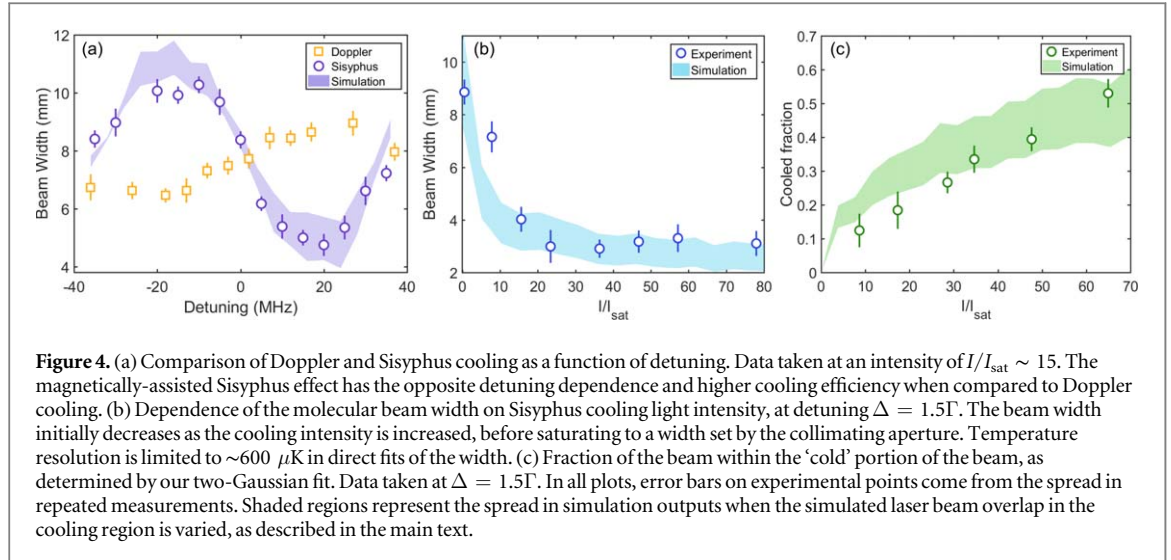 (a)
Doppler
Sisyphus
Simulation
Beam Width (mm)
12
10
8
6
4
-40 -20 0 20 40
Detuning (MHz)
(b)
Experiment
Simulation
Beam Width (mm)
10
8
6
4
2
0 10 20 30 40 50 60 70 80
I/I_sat
(c)
Experiment
Simulation
Cooled fraction
0.7
0.6
0.5
0.4
0.3
0.2
0.1
0
0 10 20 30 40 50 60 70
I/I_sat
Figure 4. (a) Comparison of Doppler and Sisyphus cooling as a function of detuning. Data taken at an intensity of I/I_sat ∼ 15. The
magnetically-assisted Sisyphus effect has the opposite detuning dependence and higher cooling efficiency when compared to Doppler
cooling. (b) Dependence of the molecular beam width on Sisyphus cooling light intensity, at detuning Δ = 1.5Γ. The beam width
initially decreases as the cooling intensity is increased, before saturating to a width set by the collimating aperture. Temperature
resolution is limited to ∼600 μK in direct fits of the width. (c) Fraction of the beam within the ‘cold’ portion of the beam, as
determined by our two-Gaussian fit. Data taken at Δ = 1.5Γ. In all plots, error bars on experimental points come from the spread in
repeated measurements. Shaded regions represent the spread in simulation outputs when the simulated laser beam overlap in the
cooling region is varied, as described in the main text.